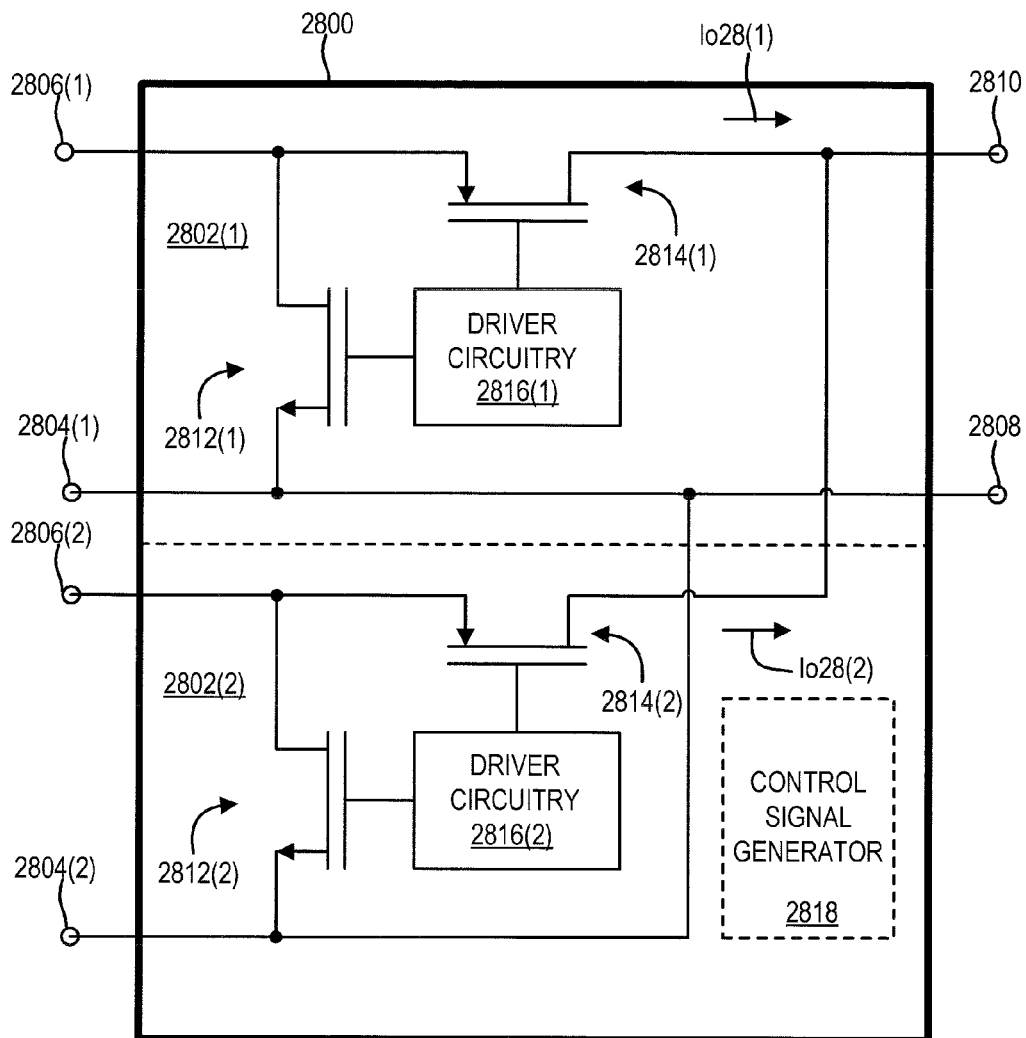 2800
Io28(1)
2806(1)
2810
2802(1)
2814(1)
DRIVER
CIRCUITRY
2816(1)
2812(1)
2804(1)
2808
2806(2)
2802(2)
2814(2)
Io28(2)
DRIVER
CIRCUITRY
2816(2)
CONTROL
SIGNAL
GENERATOR
2818
2812(2)
2804(2)